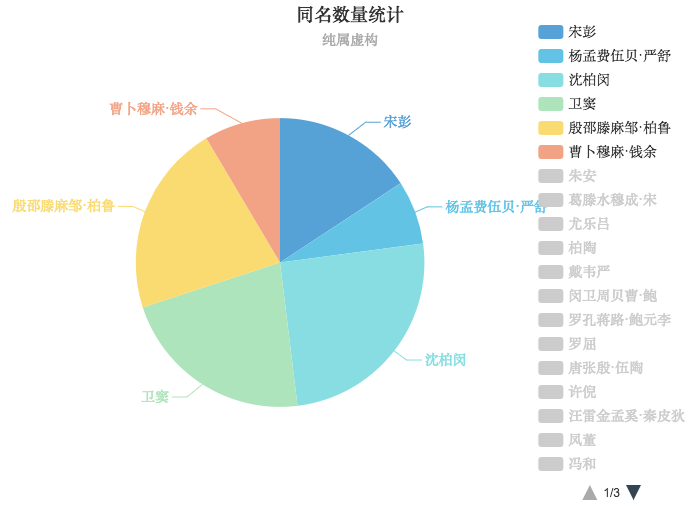 同名数量统计
纯属虚构
宋彭
杨孟费伍贝·严舒
沈柏闵
卫窦
殷邵滕麻邹·柏鲁
曹卜穆麻·钱余
宋彭
杨孟费伍贝·严舒
沈柏闵
卫窦
殷邵滕麻邹·柏鲁
曹卜穆麻·钱余
朱安
葛滕水穆成·宋
尤乐吕
柏陶
戴韦严
闵卫周贝曹·鲍
罗孔蒋路·鲍元李
罗屈
唐张殷·伍陶
许倪
汪雷金孟奚·秦皮狄
凤董
冯和
1/3